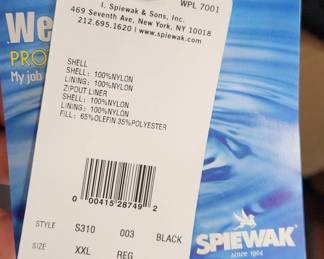 WPL 7001
I. Spiewak & Sons, Inc.
469 Seventh Ave, New York, NY 10018
212.695.1620 | www.spiewak.com
We
PRO
My job
SHELL
SHELL: 100%NYLON
LINING: 100%NYLON
ZIPOUT LINER
SHELL: 100%NYLON
LINING: 100%NYLON
FILL: 65%OLEFIN 35%POLYESTER
0 00415 28749 2
STYLE S310 003 BLACK
SIZE XXL REG
SPIEWAK
since 1904